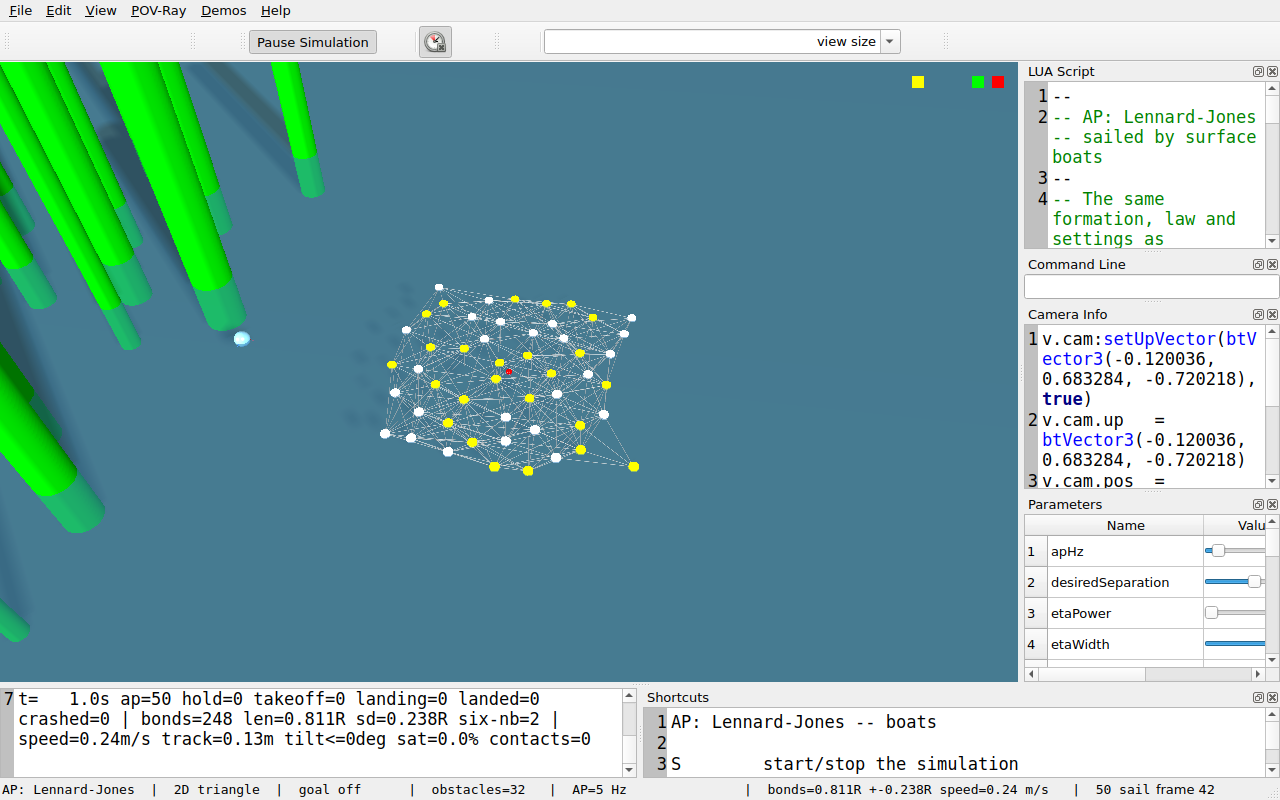 File Edit View POV-Ray Demos Help
Pause Simulation
view size
LUA Script
1 --
2 -- AP: Lennard-Jones
-- sailed by surface
boats
3 --
4 -- The same
formation, law and
settings as
Command Line
Camera Info
1 v.cam:setUpVector(btV
ector3(-0.120036,
0.683284, -0.720218),
true)
2 v.cam.up   =
btVector3(-0.120036,
0.683284, -0.720218)
3 v.cam.pos  =
Parameters
Name Valu
1 apHz
2 desiredSeparation
3 etaPower
4 etaWidth
7 t=   1.0s ap=50 hold=0 takeoff=0 landing=0 landed=0
crashed=0 | bonds=248 len=0.811R sd=0.238R six-nb=2 |
speed=0.24m/s track=0.13m tilt<=0deg sat=0.0% contacts=0
Shortcuts
1 AP: Lennard-Jones -- boats
2
3 S        start/stop the simulation
AP: Lennard-Jones  |  2D triangle  |  goal off  |  obstacles=32  |  AP=5 Hz  |  bonds=0.811R +-0.238R speed=0.24 m/s  |  50 sail frame 42